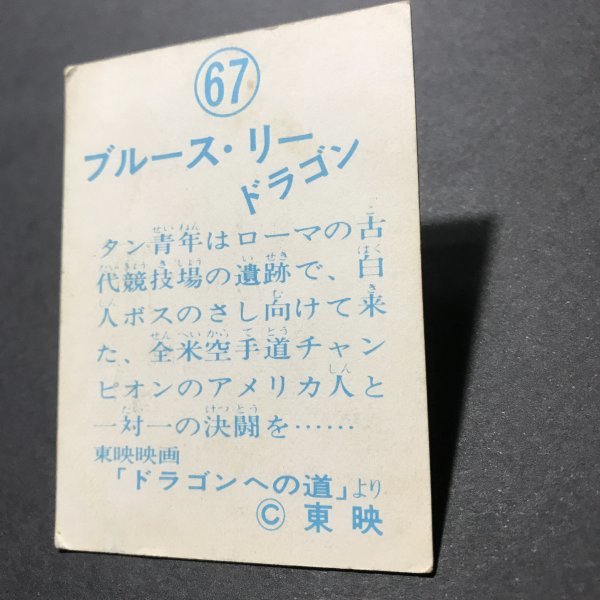 67
ブルース・リー
ドラゴン
タン青年はローマの古
代競技場の遺跡で、白
人ボスのさし向けて来
た、全米空手道チャン
ピオンのアメリカ人と
一対一の決闘を……
東映映画
「ドラゴンへの道」より
© 東映